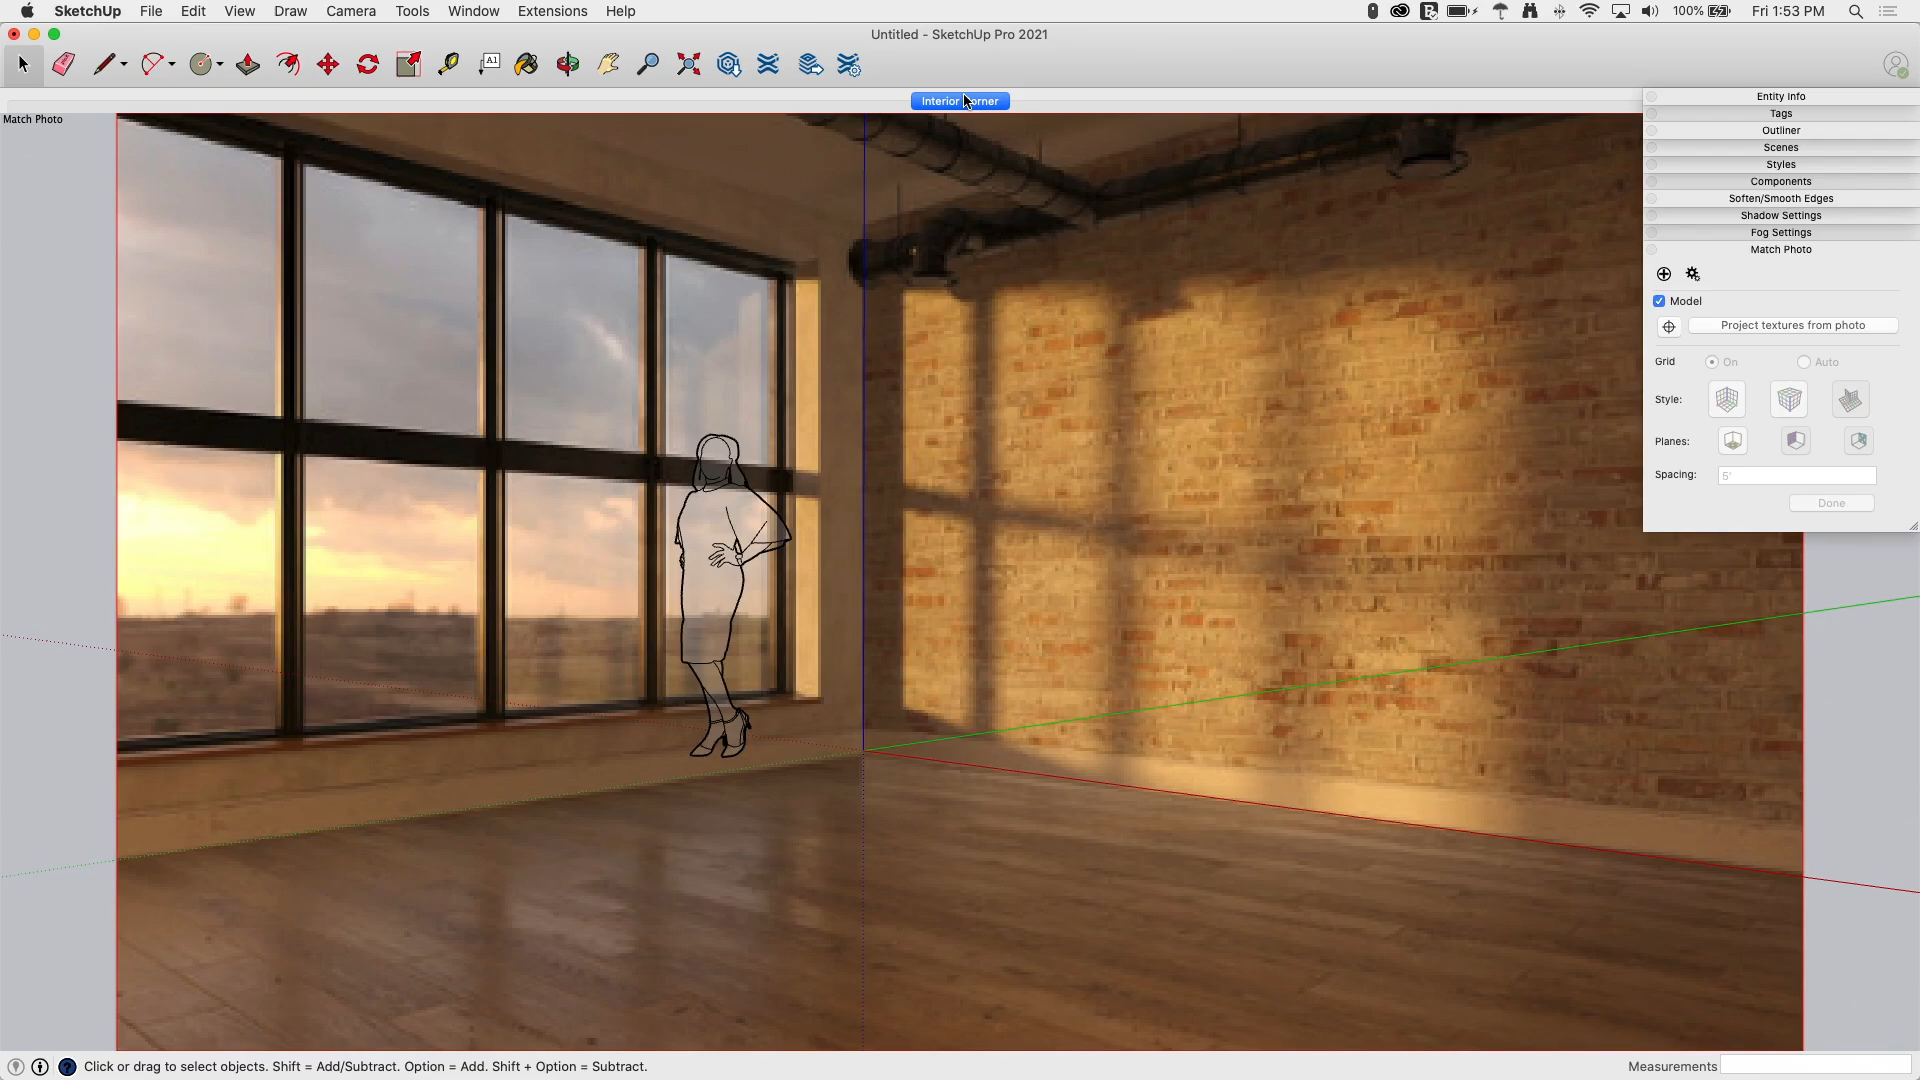 SketchUp File Edit View Draw Camera Tools Window Extensions Help 100% Fri 1:53 PM
Untitled - SketchUp Pro 2021
A1
Interior Corner
Match Photo
Entity Info
Tags
Outliner
Scenes
Styles
Components
Soften/Smooth Edges
Shadow Settings
Fog Settings
Match Photo
Model
Project textures from photo
Grid On Auto
Style:
Planes:
Spacing: 5'
Done
Click or drag to select objects. Shift = Add/Subtract. Option = Add. Shift + Option = Subtract.
Measurements